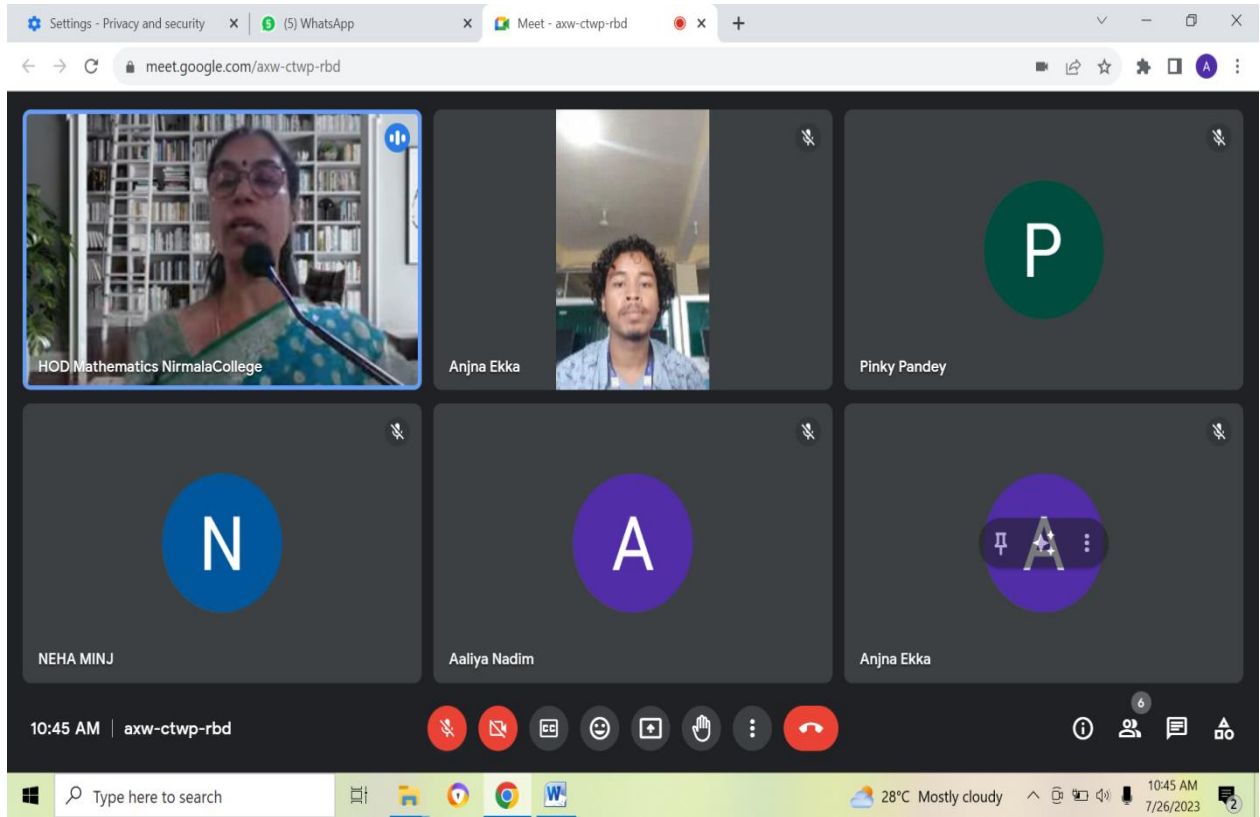 Settings - Privacy and security
(5) WhatsApp
Meet - axw-ctwp-rbd
meet.google.com/axw-ctwp-rbd
A
HOD Mathematics NirmalaCollege
Anjna Ekka
P
Pinky Pandey
N
NEHA MINJ
A
Aaliya Nadim
A
Anjna Ekka
10:45 AM | axw-ctwp-rbd
CC
6
Type here to search
W
28°C Mostly cloudy
10:45 AM
7/26/2023
2